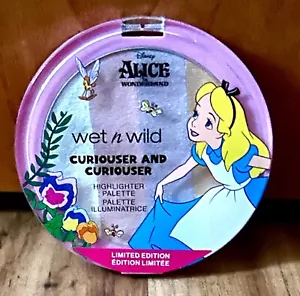 Disney
ALICE
IN
WONDERLAND
wet n wild
CURIOUSER AND
CURIOUSER
HIGHLIGHTER
PALETTE
PALETTE
ILLUMINATRICE
LIMITED EDITION
ÉDITION LIMITÉE